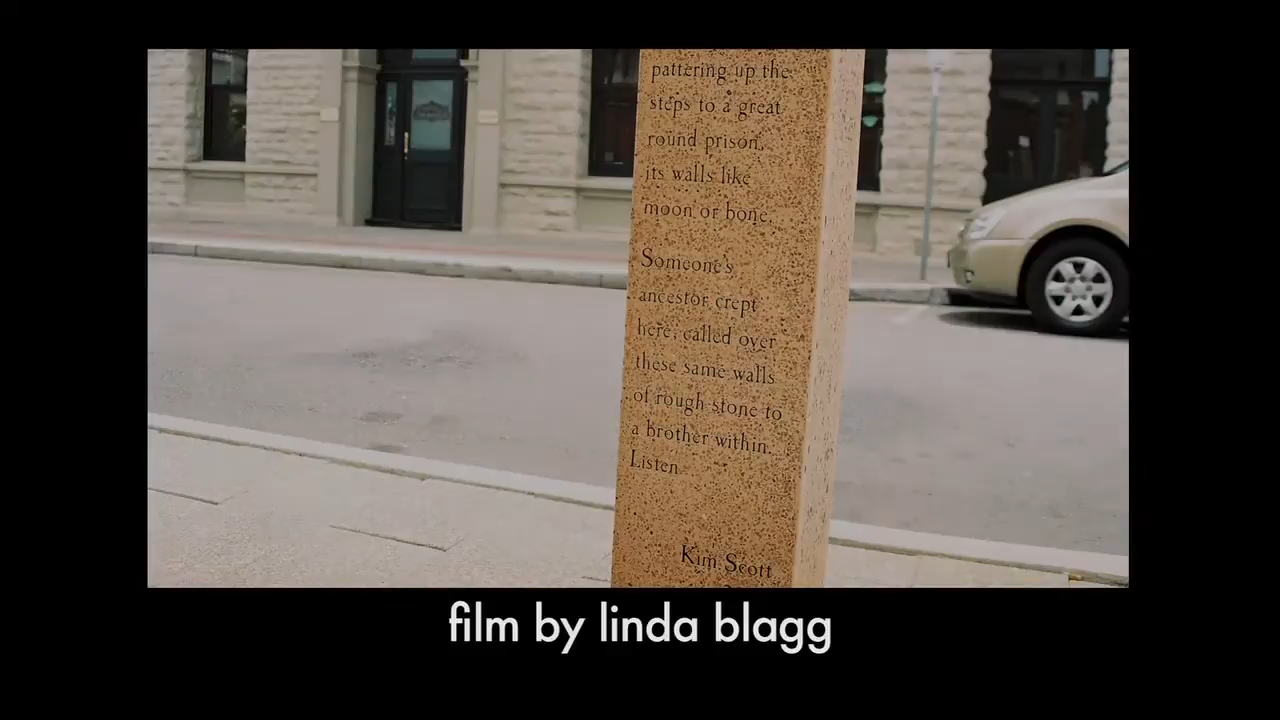 pattering up the
steps to a great
round prison,
its walls like
moon or bone.
Someone's
ancestor crept
here, called over
these same walls
of rough stone to
a brother within.
Listen
Kim Scott
film by linda blagg